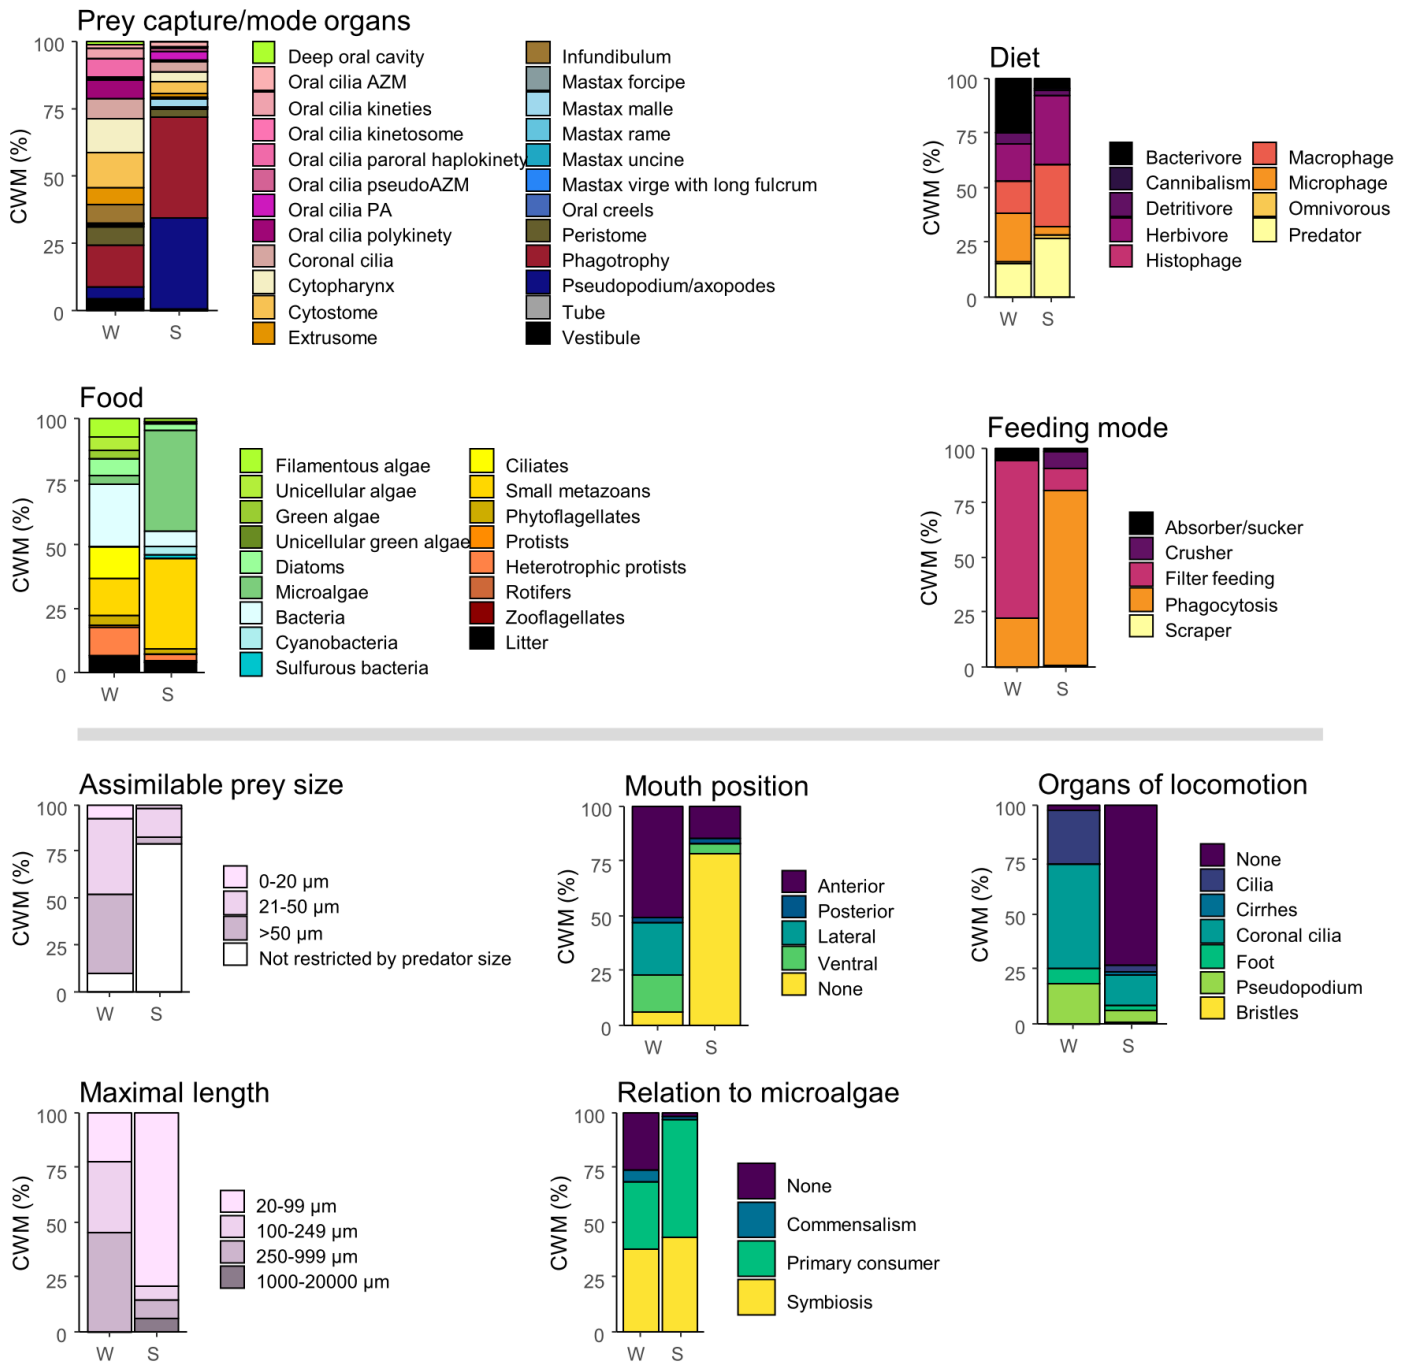 Prey capture/mode organs
CWM (%)
100
75
50
25
0
W
S
Deep oral cavity
Oral cilia AZM
Oral cilia kineties
Oral cilia kinetosome
Oral cilia paroral haplokinety
Oral cilia pseudoAZM
Oral cilia PA
Oral cilia polykinety
Coronal cilia
Cytopharynx
Cytostome
Extrusome
Infundibulum
Mastax forcipe
Mastax malle
Mastax rame
Mastax uncine
Mastax virge with long fulcrum
Oral creels
Peristome
Phagotrophy
Pseudopodium/axopodes
Tube
Vestibule
Diet
CWM (%)
100
75
50
25
0
W
S
Bacterivore
Cannibalism
Detritivore
Herbivore
Histophage
Macrophage
Microphage
Omnivorous
Predator
Food
CWM (%)
100
75
50
25
0
W
S
Filamentous algae
Unicellular algae
Green algae
Unicellular green algae
Diatoms
Microalgae
Bacteria
Cyanobacteria
Sulfurous bacteria
Ciliates
Small metazoans
Phytoflagellates
Protists
Heterotrophic protists
Rotifers
Zooflagellates
Litter
Feeding mode
CWM (%)
100
75
50
25
0
W
S
Absorber/sucker
Crusher
Filter feeding
Phagocytosis
Scraper
Assimilable prey size
CWM (%)
100
75
50
25
0
W
S
0-20 µm
21-50 µm
>50 µm
Not restricted by predator size
Mouth position
CWM (%)
100
75
50
25
0
W
S
Anterior
Posterior
Lateral
Ventral
None
Organs of locomotion
CWM (%)
100
75
50
25
0
W
S
None
Cilia
Cirrhes
Coronal cilia
Foot
Pseudopodium
Bristles
Maximal length
CWM (%)
100
75
50
25
0
W
S
20-99 µm
100-249 µm
250-999 µm
1000-20000 µm
Relation to microalgae
CWM (%)
100
75
50
25
0
W
S
None
Commensalism
Primary consumer
Symbiosis